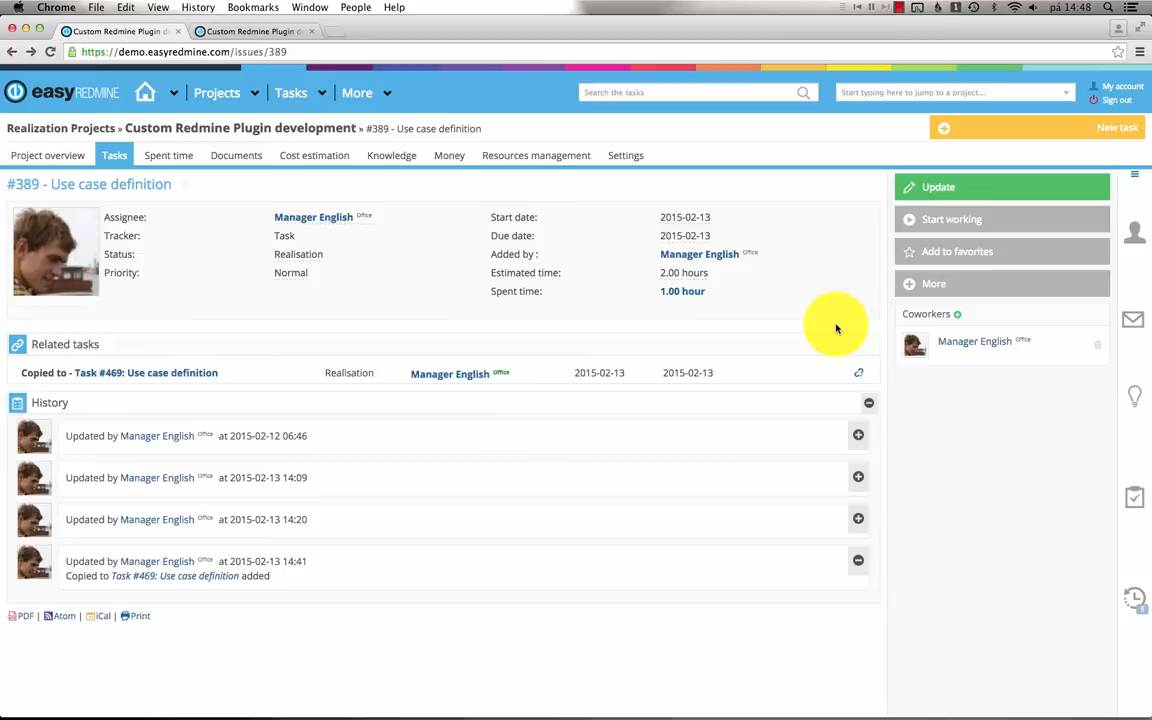 Chrome File Edit View History Bookmarks Window People Help
1 pá 14:48
Custom Redmine Plugin d × Custom Redmine Plugin de ×
https://demo.easyredmine.com/issues/389
easyREDMINE Projects Tasks More Search the tasks Start typing here to jump to a project... My account
Sign out
Realization Projects » Custom Redmine Plugin development » #389 - Use case definition New task
Project overview Tasks Spent time Documents Cost estimation Knowledge Money Resources management Settings
#389 - Use case definition
Update
Assignee: Manager English Office Start date: 2015-02-13
Start working
Tracker: Task Due date: 2015-02-13
Status: Realisation Added by : Manager English Office
Add to favorites
Priority: Normal Estimated time: 2.00 hours
More
Spent time: 1.00 hour
Coworkers
Manager English Office
Related tasks
Copied to - Task #469: Use case definition Realisation Manager English Office 2015-02-13 2015-02-13
History
Updated by Manager English Office at 2015-02-12 06:46
Updated by Manager English Office at 2015-02-13 14:09
Updated by Manager English Office at 2015-02-13 14:20
Updated by Manager English Office at 2015-02-13 14:41
Copied to Task #469: Use case definition added
5
PDF | Atom | iCal | Print